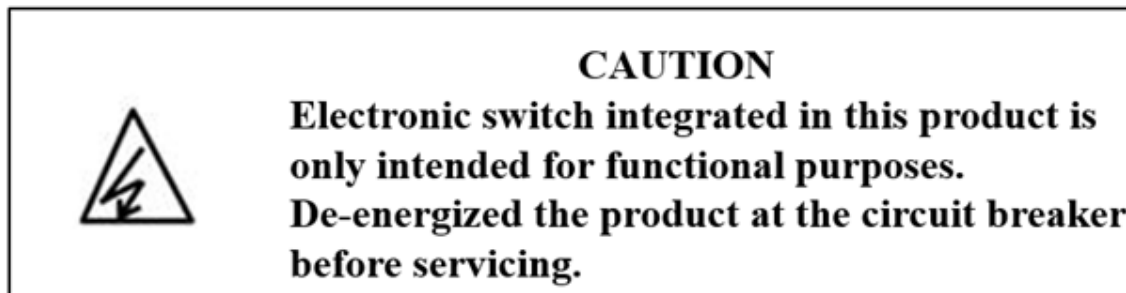 CAUTION
Electronic switch integrated in this product is
only intended for functional purposes.
De-energized the product at the circuit breaker
before servicing.